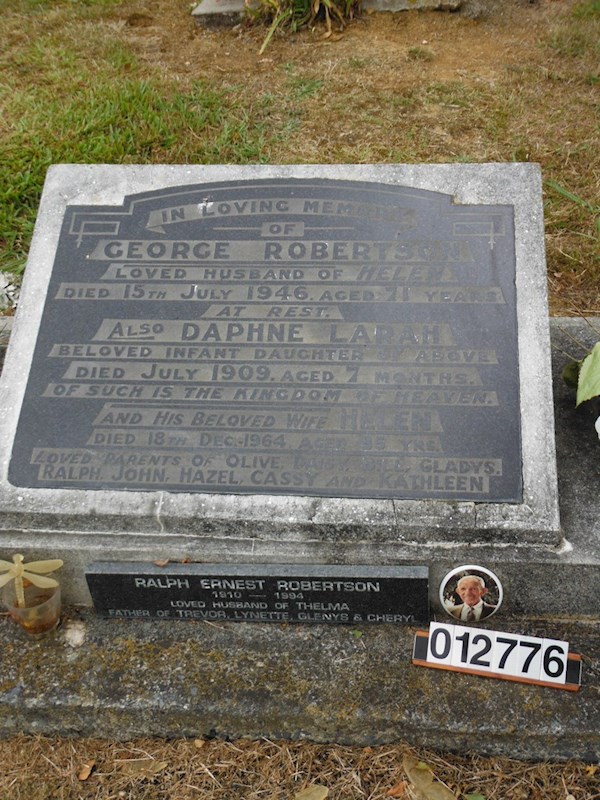 IN LOVING MEMORY
OF
GEORGE ROBERTSON
LOVED HUSBAND OF HELEN
DIED 15TH JULY 1946. AGED 71 YEARS
AT REST.
ALSO DAPHNE LARAH
BELOVED INFANT DAUGHTER OF ABOVE
DIED JULY 1909. AGED 7 MONTHS.
OF SUCH IS THE KINGDOM OF HEAVEN.
AND HIS BELOVED WIFE HELEN
DIED 18TH DEC. 1964 AGED YRS.
LOVED PARENTS OF OLIVE, GLADYS.
RALPH, JOHN, HAZEL, CASSY AND KATHLEEN
RALPH ERNEST ROBERTSON
1910 — 1994
LOVED HUSBAND OF THELMA
FATHER OF TREVOR, LYNETTE, GLENYS & CHERYL
012776